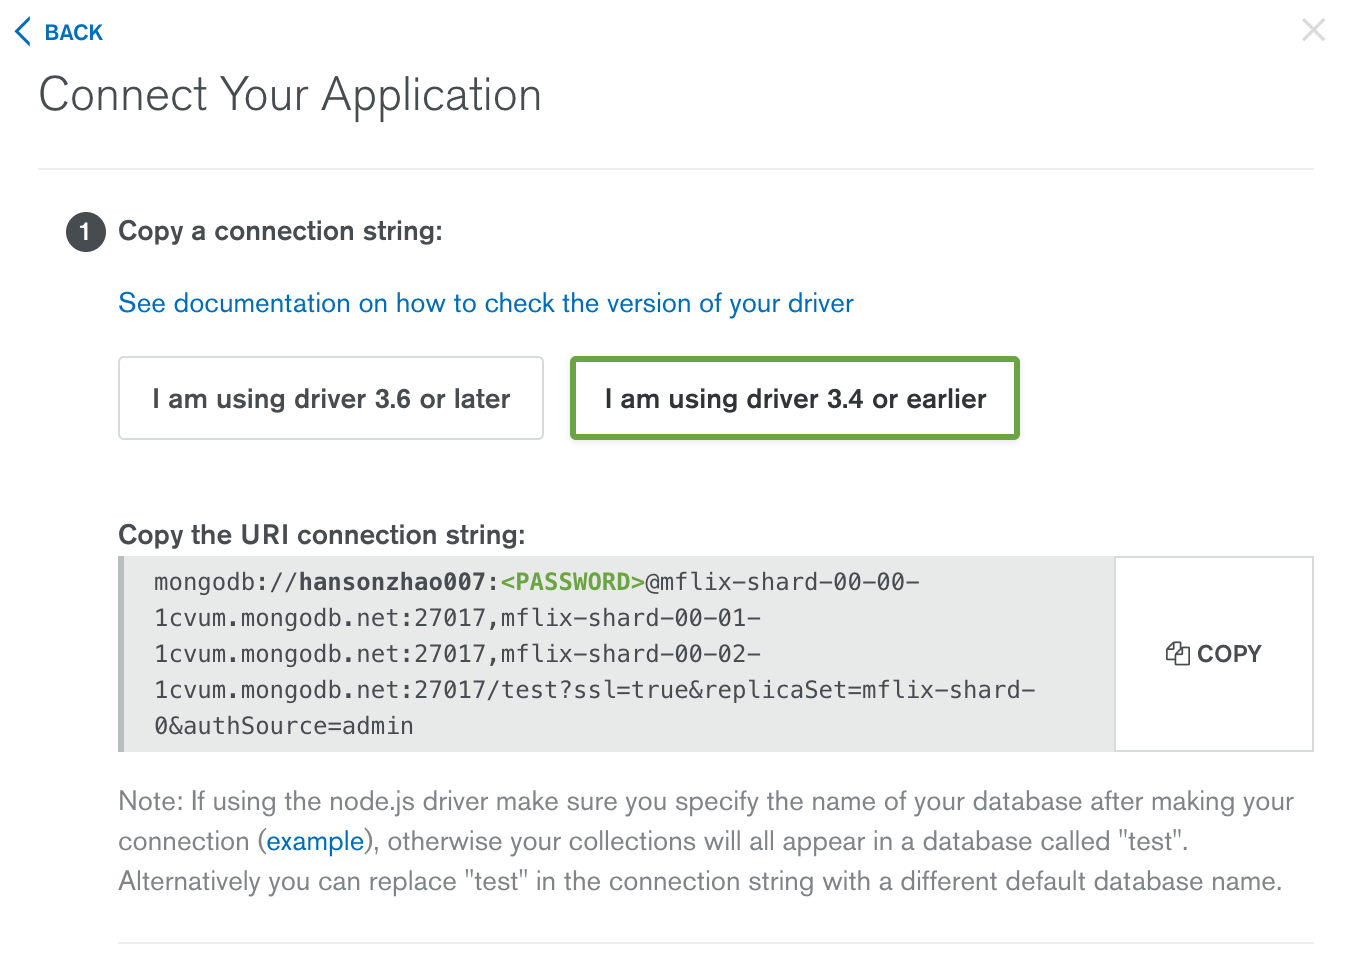 BACK
Connect Your Application
1 Copy a connection string:
See documentation on how to check the version of your driver
I am using driver 3.6 or later
I am using driver 3.4 or earlier
Copy the URI connection string:
mongodb://hansonzhao007:<PASSWORD>@mflix-shard-00-00-
1cvum.mongodb.net:27017,mflix-shard-00-01-
1cvum.mongodb.net:27017,mflix-shard-00-02-
1cvum.mongodb.net:27017/test?ssl=true&replicaSet=mflix-shard-
0&authSource=admin
COPY
Note: If using the node.js driver make sure you specify the name of your database after making your
connection (example), otherwise your collections will all appear in a database called "test".
Alternatively you can replace "test" in the connection string with a different default database name.